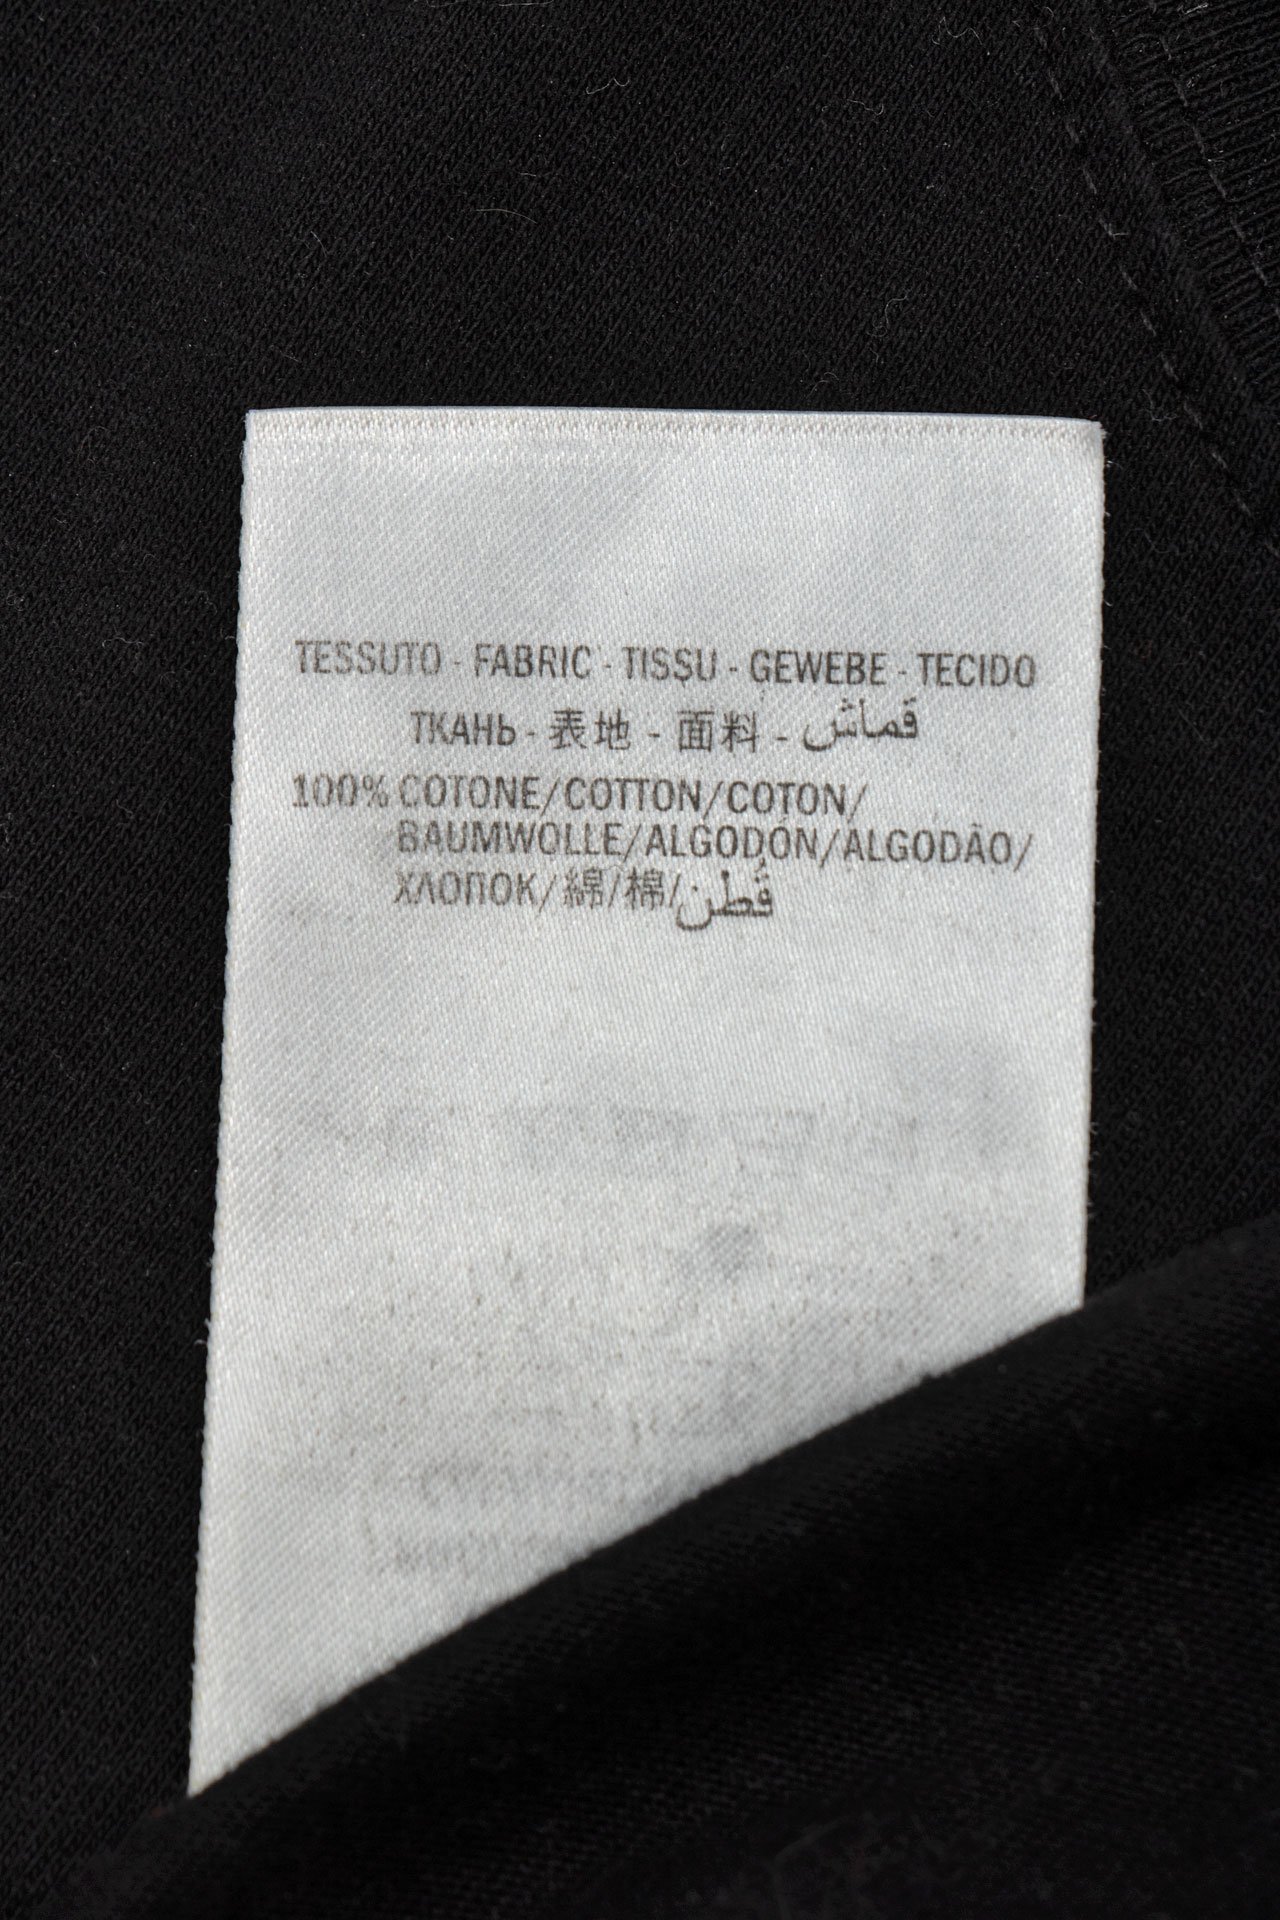 TESSUTO - FABRIC - TISSU - GEWEBE - TECIDO
ТКАНЬ - 表地 - 面料 - قماش
100% COTONE/COTTON/COTON/
BAUMWOLLE/ALGODÓN/ALGODÃO/
ХЛОПОК/綿/棉/قطن